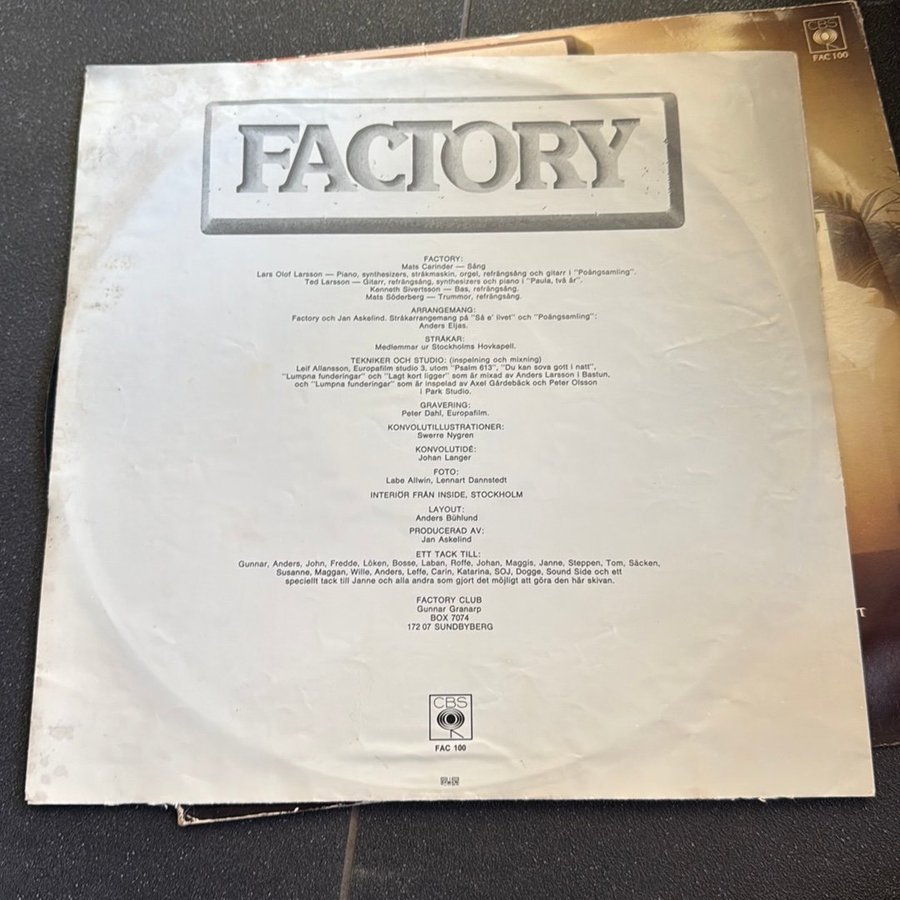 CBS
FAC 100
FACTORY
FACTORY:
Mats Carinder — Sång
Lars Olof Larsson — Piano, synthesizers, stråkmaskin, orgel, refrängsång och gitarr i "Poängsamling".
Ted Larsson — Gitarr, refrängsång, synthesizers och piano i "Paula, två år".
Kenneth Sivertsson — Bas, refrängsång.
Mats Söderberg — Trummor, refrängsång.
ARRANGEMANG:
Factory och Jan Askelind. Stråkarrangemang på "Så e' livet" och "Poängsamling":
Anders Eljas.
STRÅKAR:
Medlemmar ur Stockholms Hovkapell.
TEKNIKER OCH STUDIO: (inspelning och mixning)
Leif Allansson, Europafilm studio 3, utom "Psalm 613", "Du kan sova gott i natt",
"Lumpna funderingar" och "Lagt kort ligger" som är mixad av Anders Larsson i Bastun,
och "Lumpna funderingar" som är inspelad av Axel Gårdebäck och Peter Olsson
i Park Studio.
GRAVERING:
Peter Dahl, Europafilm.
KONVOLUTILLUSTRATIONER:
Swerre Nygren
KONVOLUTIDÉ:
Johan Langer
FOTO:
Labe Allwin, Lennart Dannstedt
INTERIÖR FRÅN INSIDE, STOCKHOLM
LAYOUT:
Anders Bühlund
PRODUCERAD AV:
Jan Askelind
ETT TACK TILL:
Gunnar, Anders, John, Fredde, Löken, Bosse, Laban, Roffe, Johan, Maggis, Janne, Steppen, Tom, Säcken,
Susanne, Maggan, Wille, Anders, Leffe, Carin, Katarina, SOJ, Dogge, Sound Side och ett
speciellt tack till Janne och alla andra som gjort det möjligt att göra den här skivan.
FACTORY CLUB
Gunnar Granarp
BOX 7074
172 07 SUNDBYBERG
T
CBS
FAC 100